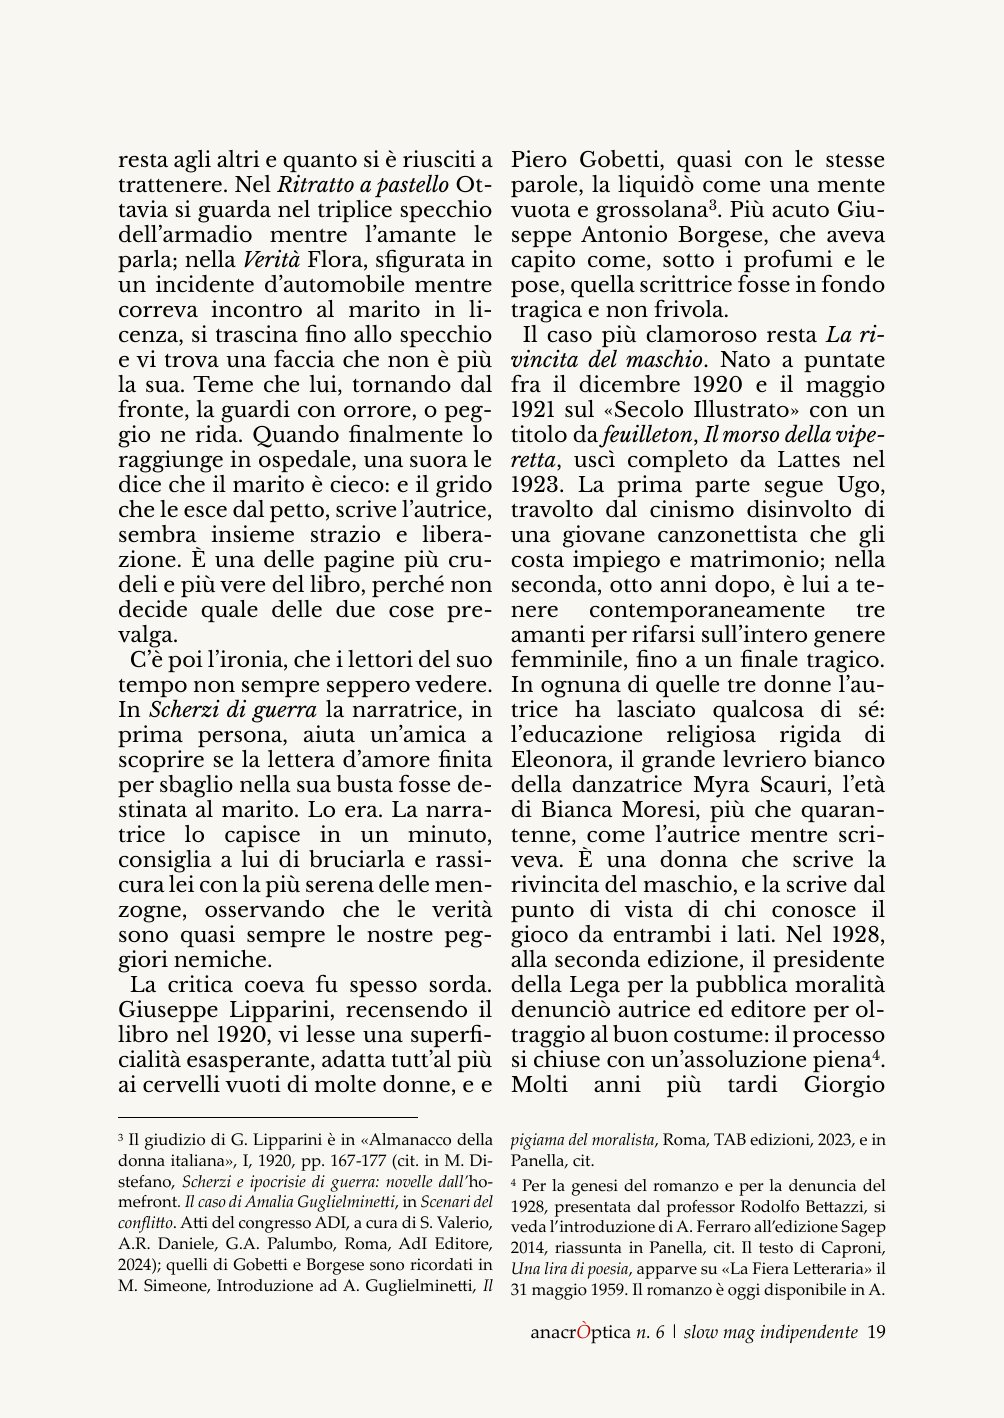 resta agli altri e quanto si è riusciti a
trattenere. Nel Ritratto a pastello Ot-
tavia si guarda nel triplice specchio
dell’armadio mentre l’amante le
parla; nella Verità Flora, sfigurata in
un incidente d’automobile mentre
correva incontro al marito in li-
cenza, si trascina fino allo specchio
e vi trova una faccia che non è più
la sua. Teme che lui, tornando dal
fronte, la guardi con orrore, o peg-
gio ne rida. Quando finalmente lo
raggiunge in ospedale, una suora le
dice che il marito è cieco: e il grido
che le esce dal petto, scrive l’autrice,
sembra insieme strazio e libera-
zione. È una delle pagine più cru-
deli e più vere del libro, perché non
decide quale delle due cose pre-
valga.
C’è poi l’ironia, che i lettori del suo
tempo non sempre seppero vedere.
In Scherzi di guerra la narratrice, in
prima persona, aiuta un’amica a
scoprire se la lettera d’amore finita
per sbaglio nella sua busta fosse de-
stinata al marito. Lo era. La narra-
trice lo capisce in un minuto,
consiglia a lui di bruciarla e rassi-
cura lei con la più serena delle men-
zogne, osservando che le verità
sono quasi sempre le nostre peg-
giori nemiche.
La critica coeva fu spesso sorda.
Giuseppe Lipparini, recensendo il
libro nel 1920, vi lesse una superfi-
cialità esasperante, adatta tutt’al più
ai cervelli vuoti di molte donne, e e
Piero Gobetti, quasi con le stesse
parole, la liquidò come una mente
vuota e grossolana³. Più acuto Giu-
seppe Antonio Borgese, che aveva
capito come, sotto i profumi e le
pose, quella scrittrice fosse in fondo
tragica e non frivola.
Il caso più clamoroso resta La ri-
vincita del maschio. Nato a puntate
fra il dicembre 1920 e il maggio
1921 sul «Secolo Illustrato» con un
titolo da feuilleton, Il morso della vipe-
retta, uscì completo da Lattes nel
1923. La prima parte segue Ugo,
travolto dal cinismo disinvolto di
una giovane canzonettista che gli
costa impiego e matrimonio; nella
seconda, otto anni dopo, è lui a te-
nere contemporaneamente tre
amanti per rifarsi sull’intero genere
femminile, fino a un finale tragico.
In ognuna di quelle tre donne l’au-
trice ha lasciato qualcosa di sé:
l’educazione religiosa rigida di
Eleonora, il grande levriero bianco
della danzatrice Myra Scauri, l’età
di Bianca Moresi, più che quaran-
tenne, come l’autrice mentre scri-
veva. È una donna che scrive la
rivincita del maschio, e la scrive dal
punto di vista di chi conosce il
gioco da entrambi i lati. Nel 1928,
alla seconda edizione, il presidente
della Lega per la pubblica moralità
denunciò autrice ed editore per ol-
traggio al buon costume: il processo
si chiuse con un’assoluzione piena⁴.
Molti anni più tardi Giorgio
³ Il giudizio di G. Lipparini è in «Almanacco della
donna italiana», I, 1920, pp. 167-177 (cit. in M. Di-
stefano, Scherzi e ipocrisie di guerra: novelle dall’ho-
mefront. Il caso di Amalia Guglielminetti, in Scenari del
conflitto. Atti del congresso ADI, a cura di S. Valerio,
A.R. Daniele, G.A. Palumbo, Roma, AdI Editore,
2024); quelli di Gobetti e Borgese sono ricordati in
M. Simeone, Introduzione ad A. Guglielminetti, Il
pigiama del moralista, Roma, TAB edizioni, 2023, e in
Panella, cit.
⁴ Per la genesi del romanzo e per la denuncia del
1928, presentata dal professor Rodolfo Bettazzi, si
veda l’introduzione di A. Ferraro all’edizione Sagep
2014, riassunta in Panella, cit. Il testo di Caproni,
Una lira di poesia, apparve su «La Fiera Letteraria» il
31 maggio 1959. Il romanzo è oggi disponibile in A.
anacrÒptica n. 6 | slow mag indipendente 19